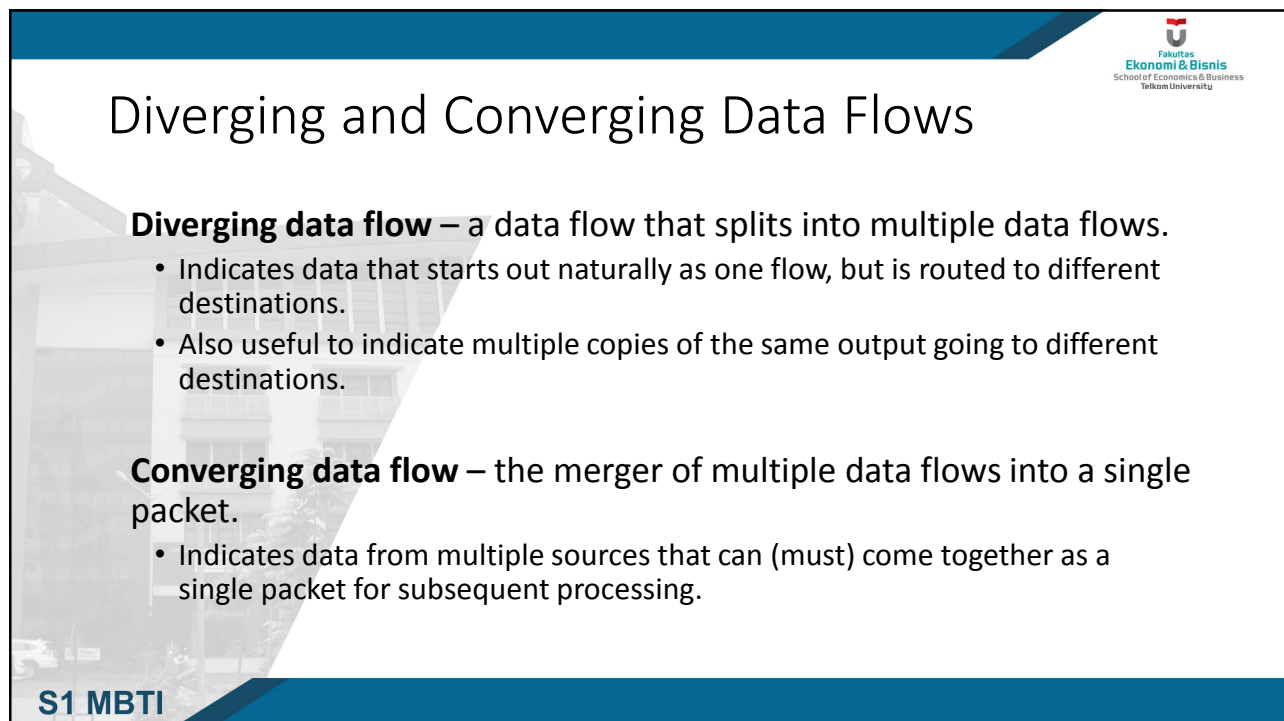 Fakultas
Ekonomi & Bisnis
School of Economics & Business
Telkom University
Diverging and Converging Data Flows
Diverging data flow – a data flow that splits into multiple data flows.
• Indicates data that starts out naturally as one flow, but is routed to different
destinations.
• Also useful to indicate multiple copies of the same output going to different
destinations.
Converging data flow – the merger of multiple data flows into a single
packet.
• Indicates data from multiple sources that can (must) come together as a
single packet for subsequent processing.
S1 MBTI